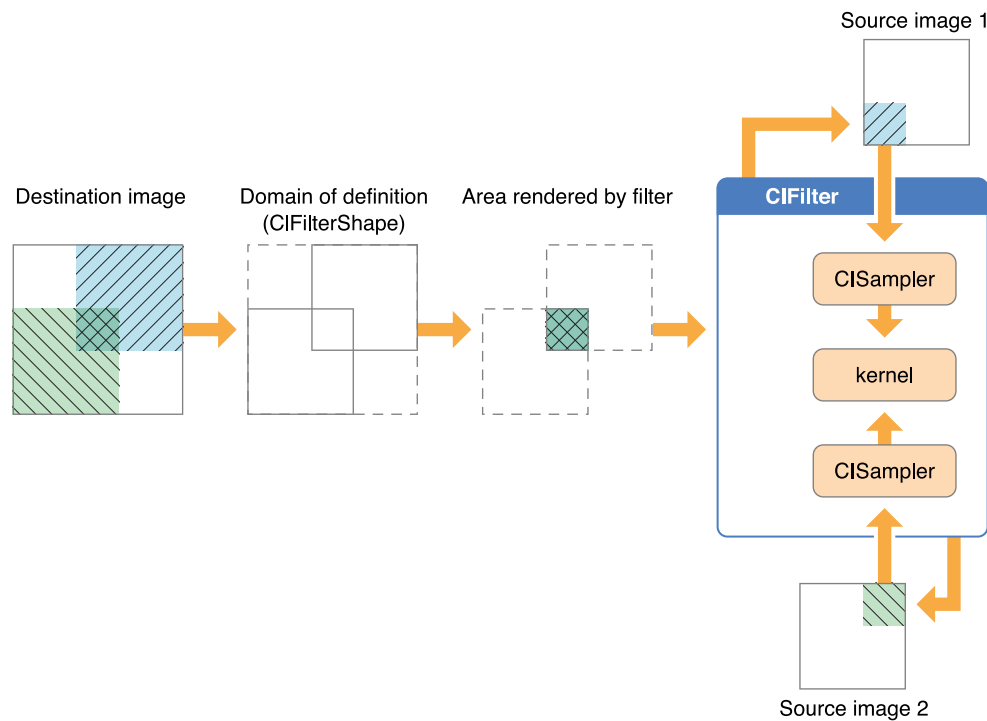 Source image 1
Destination image
Domain of definition
(CIFilterShape)
Area rendered by filter
CIFilter
CISampler
kernel
CISampler
Source image 2